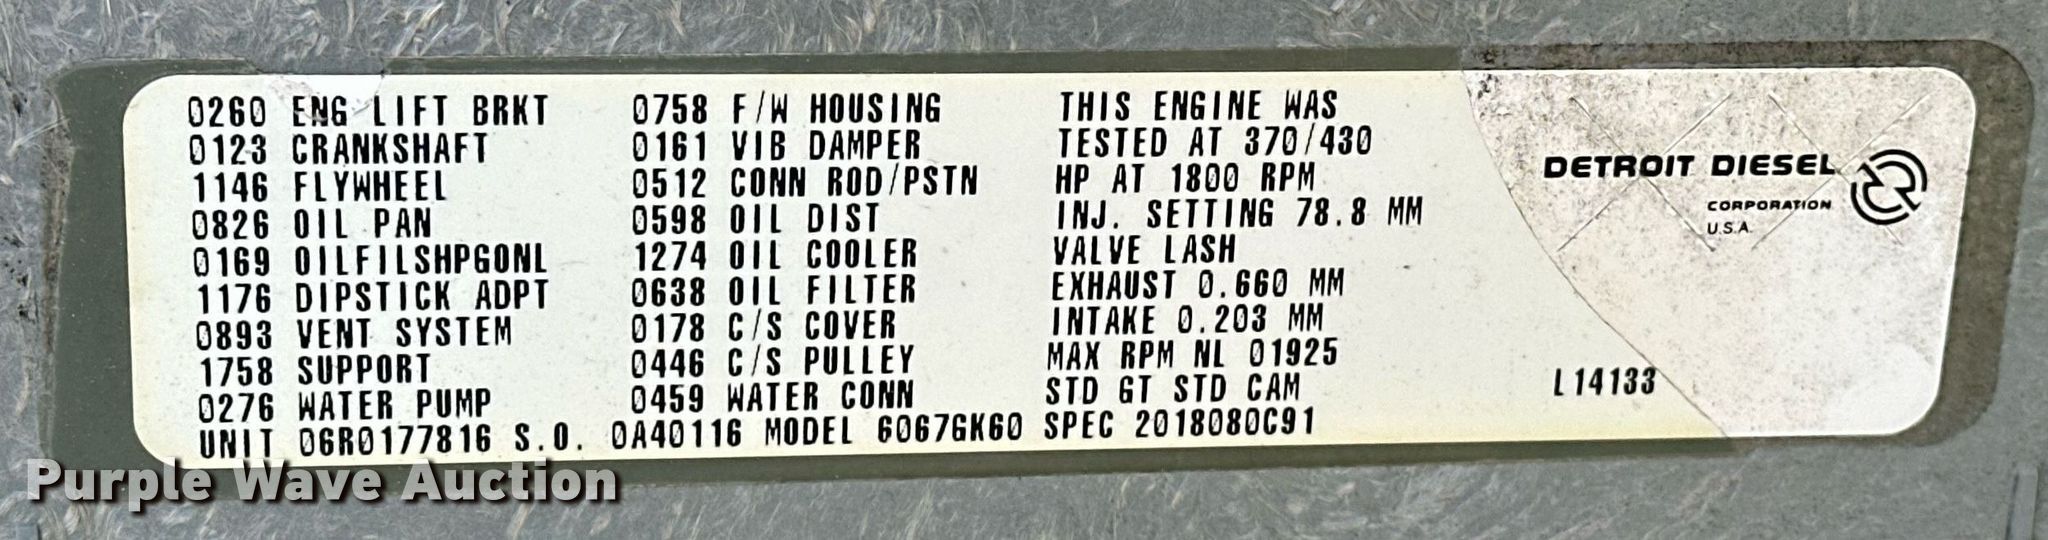 0260 ENG LIFT BRKT 0758 F/W HOUSING THIS ENGINE WAS
0123 CRANKSHAFT 0161 VIB DAMPER TESTED AT 370/430
1146 FLYWHEEL 0512 CONN ROD/PSTN HP AT 1800 RPM
0826 OIL PAN 0598 OIL DIST INJ. SETTING 78.8 MM
0169 OILFILSHPGONL 1274 OIL COOLER VALVE LASH
1176 DIPSTICK ADPT 0638 OIL FILTER EXHAUST 0.660 MM
0893 VENT SYSTEM 0178 C/S COVER INTAKE 0.203 MM
1758 SUPPORT 0446 C/S PULLEY MAX RPM NL 01925
0276 WATER PUMP 0459 WATER CONN STD GT STD CAM
UNIT 06R0177816 S.O. 0A40116 MODEL 6067GK60 SPEC 2018080C91
DETROIT DIESEL
CORPORATION
U.S.A.
L14133
Purple Wave Auction